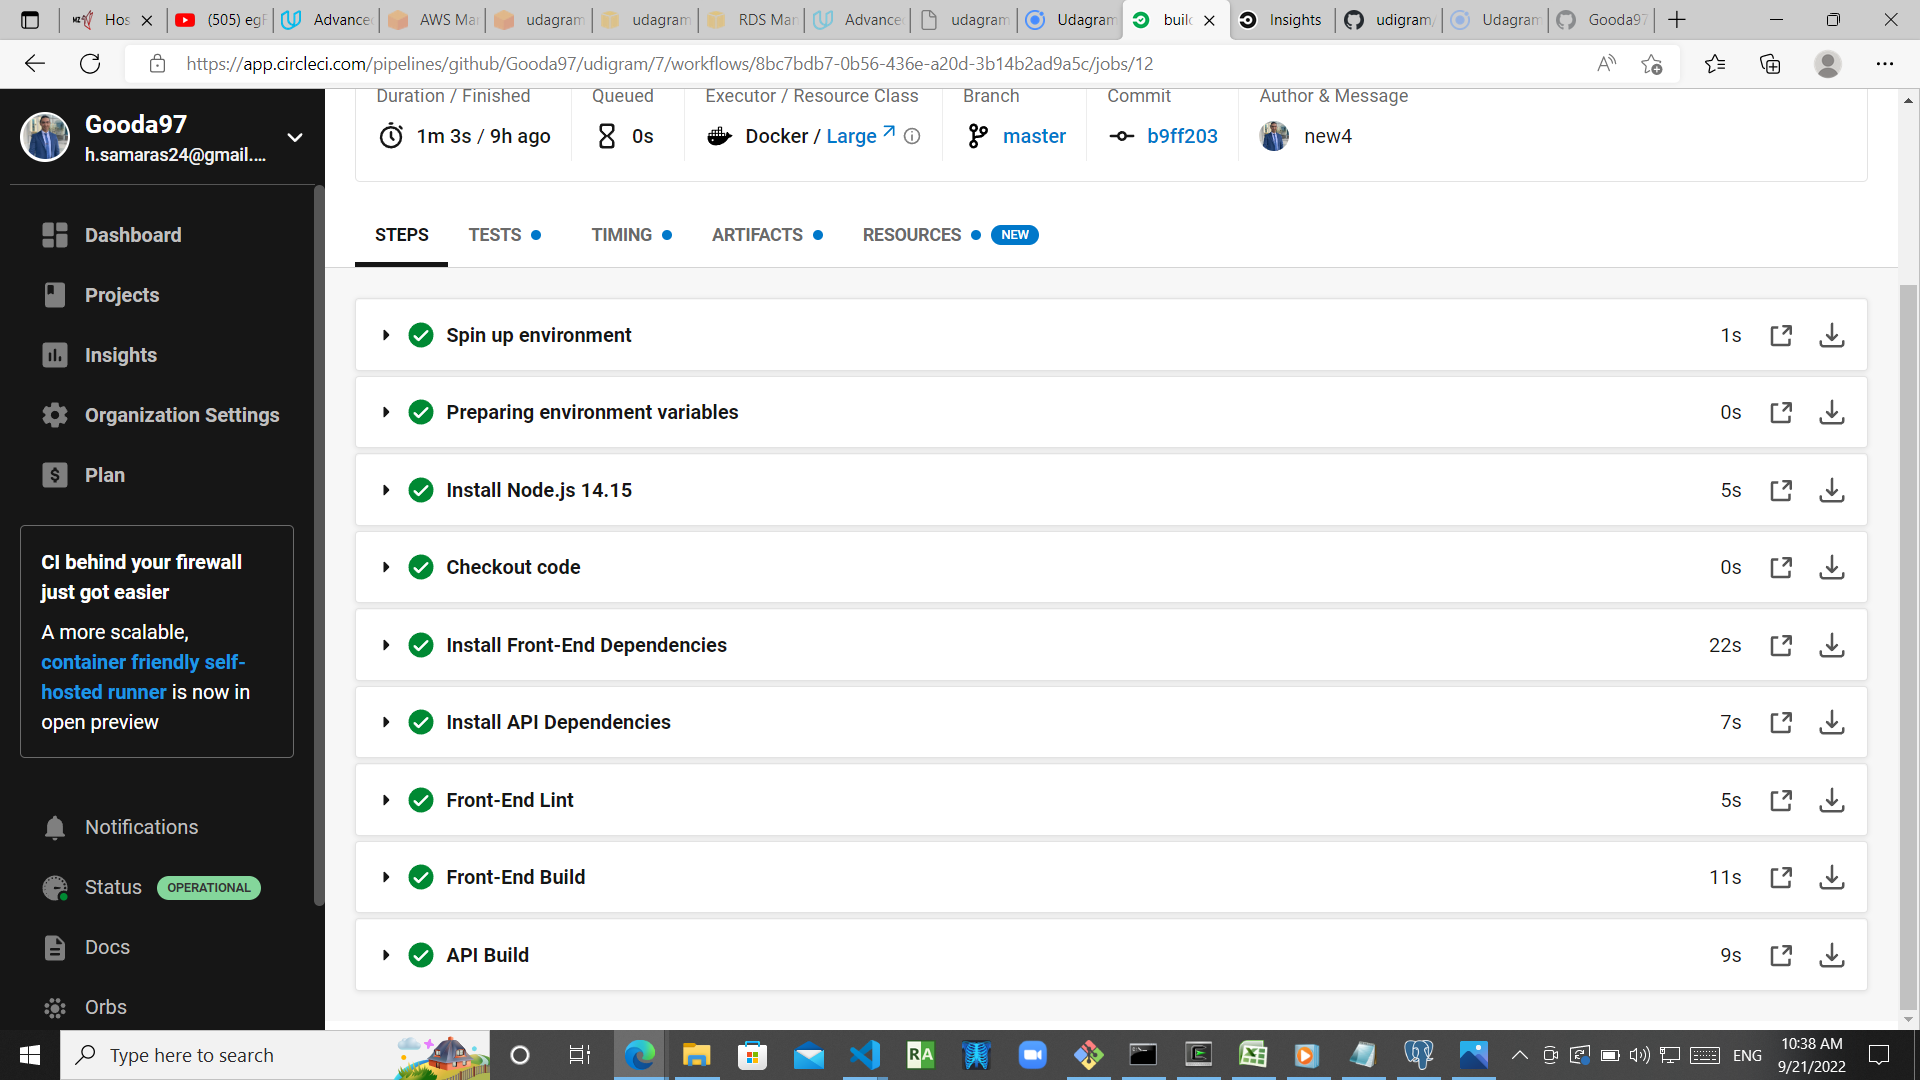 Hos
(505) egF
Advanced
AWS Man
udagram
udagram
RDS Man
Advanced
udagram
Udagram
build
Insights
udigram/
Udagram
Gooda97
https://app.circleci.com/pipelines/github/Gooda97/udigram/7/workflows/8bc7bdb7-0b56-436e-a20d-3b14b2ad9a5c/jobs/12
Gooda97
h.samaras24@gmail....
Dashboard
Projects
Insights
Organization Settings
Plan
CI behind your firewall
just got easier
A more scalable,
container friendly self-
hosted runner is now in
open preview
Notifications
Status OPERATIONAL
Docs
Orbs
Duration / Finished
1m 3s / 9h ago
Queued
0s
Executor / Resource Class
Docker / Large
Branch
master
Commit
b9ff203
Author & Message
new4
STEPS TESTS TIMING ARTIFACTS RESOURCES NEW
Spin up environment 1s
Preparing environment variables 0s
Install Node.js 14.15 5s
Checkout code 0s
Install Front-End Dependencies 22s
Install API Dependencies 7s
Front-End Lint 5s
Front-End Build 11s
API Build 9s
Type here to search
RA
ENG
10:38 AM
9/21/2022